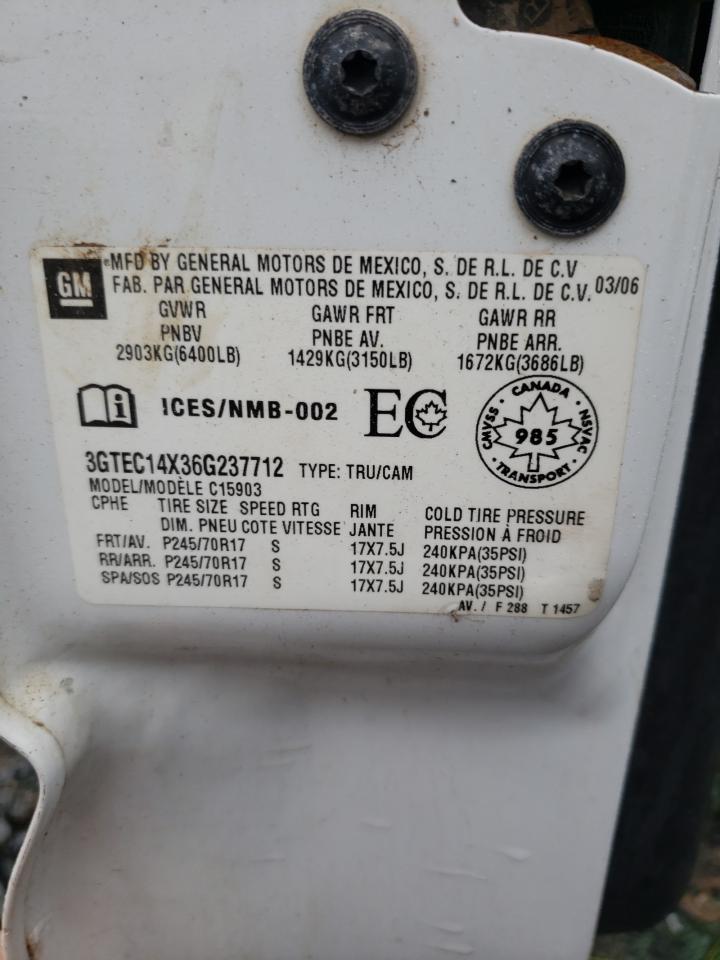 GM
MFD BY GENERAL MOTORS DE MEXICO, S. DE R.L. DE C.V
FAB. PAR GENERAL MOTORS DE MEXICO, S. DE R.L. DE C.V. 03/06
GVWR GAWR FRT GAWR RR
PNBV PNBE AV. PNBE ARR.
2903KG(6400LB) 1429KG(3150LB) 1672KG(3686LB)
i ICES/NMB-002 EC
CANADA
CMVSS 985 NSVAC
TRANSPORT
3GTEC14X36G237712 TYPE: TRU/CAM
MODEL/MODÈLE C15903
CPHE TIRE SIZE SPEED RTG RIM COLD TIRE PRESSURE
DIM. PNEU COTE VITESSE JANTE PRESSION À FROID
FRT/AV. P245/70R17 S 17X7.5J 240KPA(35PSI)
RR/ARR. P245/70R17 S 17X7.5J 240KPA(35PSI)
SPA/SOS P245/70R17 S 17X7.5J 240KPA(35PSI)
AV. / F 288 T 1457